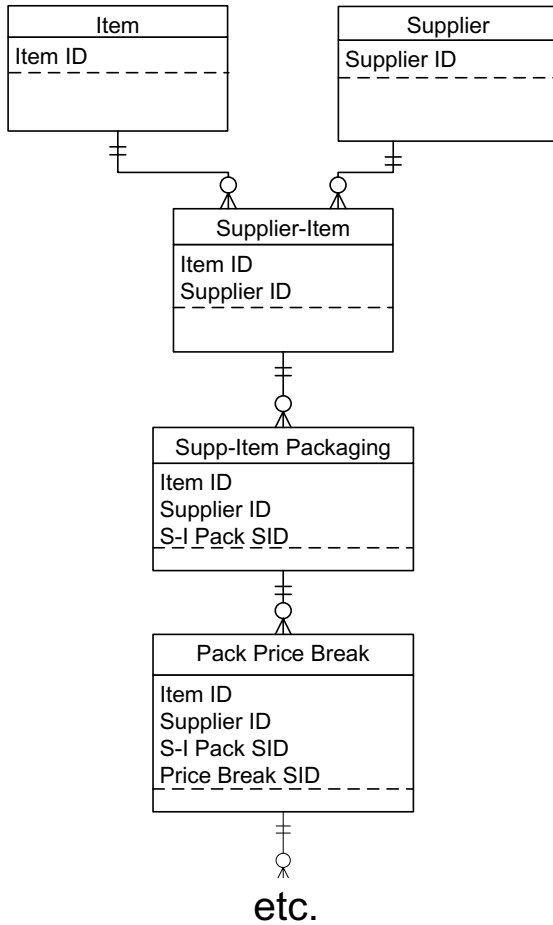 Item
Item ID
Supplier
Supplier ID
Supplier-Item
Item ID
Supplier ID
Supp-Item Packaging
Item ID
Supplier ID
S-I Pack SID
Pack Price Break
Item ID
Supplier ID
S-I Pack SID
Price Break SID
etc.